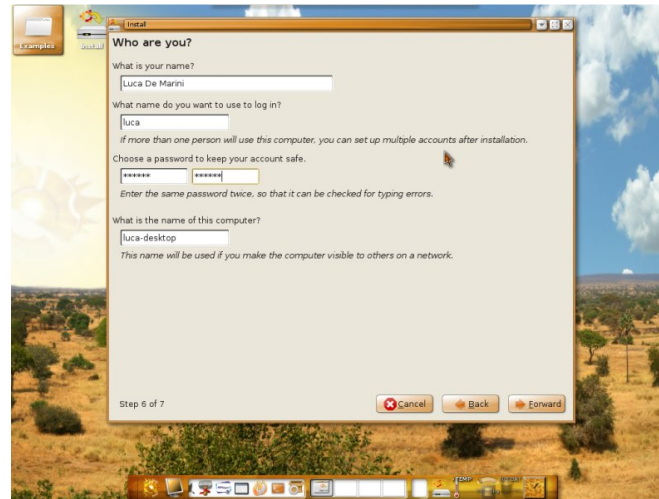 Install
Examples
Install
Who are you?
What is your name?
Luca De Marini
What name do you want to use to log in?
luca
If more than one person will use this computer, you can set up multiple accounts after installation.
Choose a password to keep your account safe.
****** ******
Enter the same password twice, so that it can be checked for typing errors.
What is the name of this computer?
luca-desktop
This name will be used if you make the computer visible to others on a network.
Step 6 of 7
Cancel
Back
Forward
TEMP